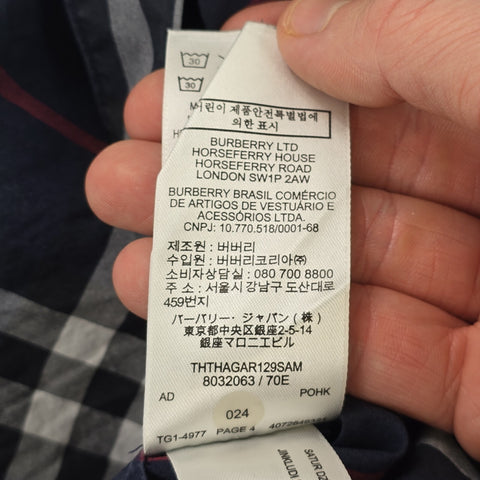 30
30
어린이 제품안전특별법에
의한 표시
BURBERRY LTD
HORSEFERRY HOUSE
HORSEFERRY ROAD
LONDON SW1P 2AW
BURBERRY BRASIL COMÉRCIO
DE ARTIGOS DE VESTUÁRIO E
ACESSÓRIOS LTDA.
CNPJ: 10.770.518/0001-68
제조원 : 버버리
수입원 : 버버리코리아㈜
소비자상담실 : 080 700 8800
주 소 : 서울시 강남구 도산대로
459번지
バーバリー・ジャパン（株）
東京都中央区銀座2-5-14
銀座マロニエビル
THTHAGAR129SAM
8032063 / 70E
AD POHK
024
TG1-4977 PAGE 4
SATUR DZ
JINKLUDI